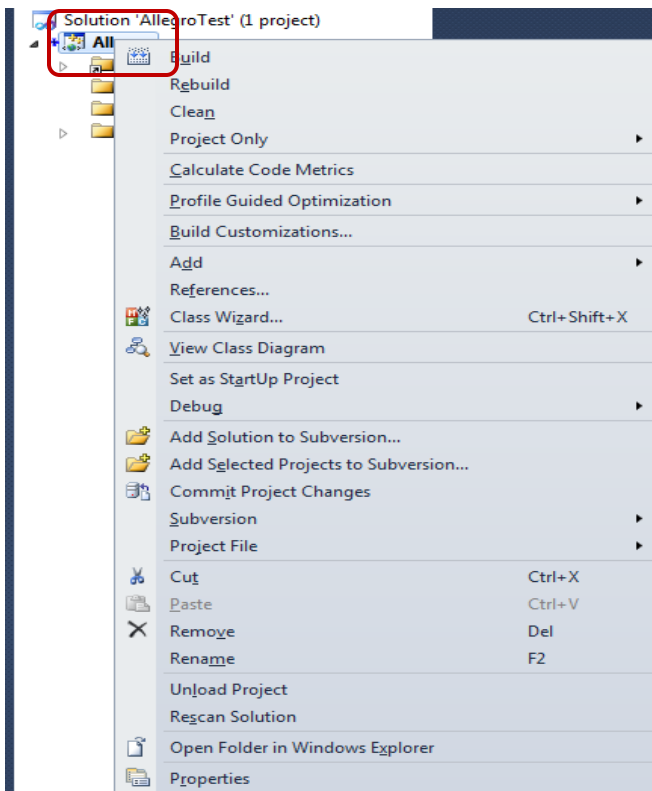 Solution 'AllegroTest' (1 project)
All
Build
Rebuild
Clean
Project Only
Calculate Code Metrics
Profile Guided Optimization
Build Customizations...
Add
References...
Class Wizard... Ctrl+Shift+X
View Class Diagram
Set as StartUp Project
Debug
Add Solution to Subversion...
Add Selected Projects to Subversion...
Commit Project Changes
Subversion
Project File
Cut Ctrl+X
Paste Ctrl+V
Remove Del
Rename F2
Unload Project
Rescan Solution
Open Folder in Windows Explorer
Properties